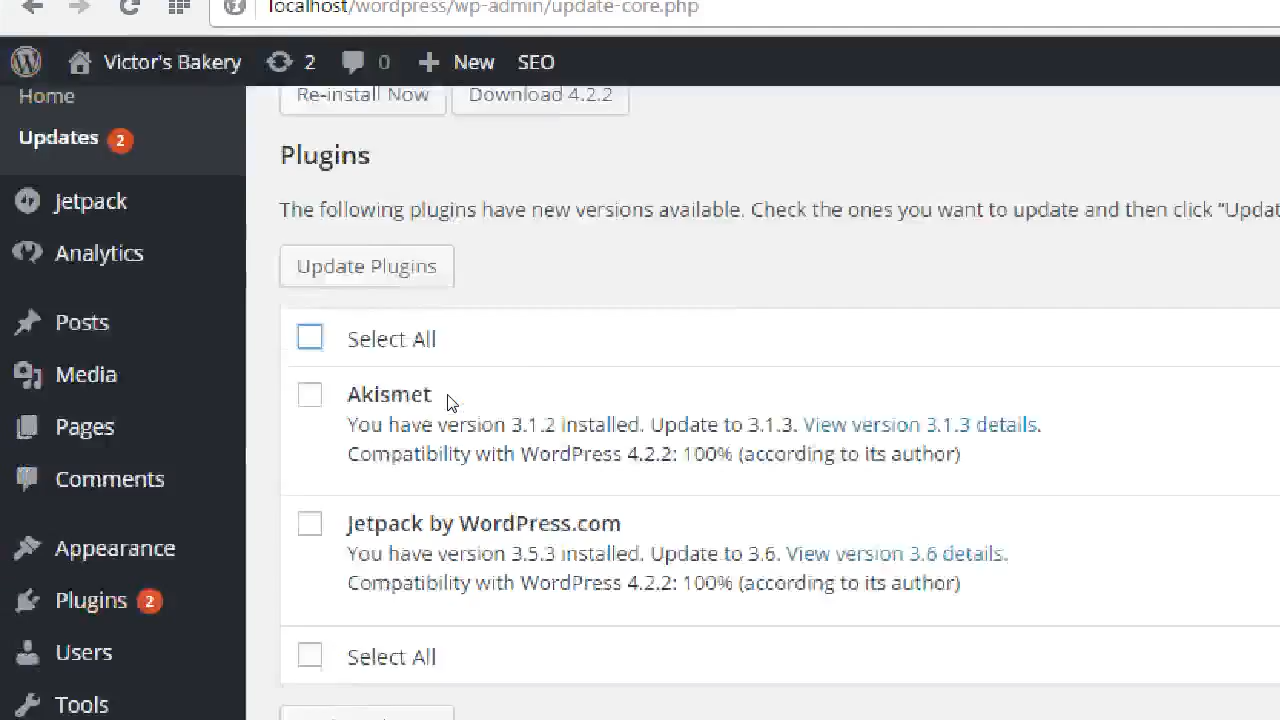 localhost/wordpress/wp-admin/update-core.php
Victor's Bakery 2 0 New SEO
Home
Updates 2
Jetpack
Analytics
Posts
Media
Pages
Comments
Appearance
Plugins 2
Users
Tools
Re-install Now Download 4.2.2
Plugins
The following plugins have new versions available. Check the ones you want to update and then click “Updat
Update Plugins
Select All
Akismet
You have version 3.1.2 installed. Update to 3.1.3. View version 3.1.3 details.
Compatibility with WordPress 4.2.2: 100% (according to its author)
Jetpack by WordPress.com
You have version 3.5.3 installed. Update to 3.6. View version 3.6 details.
Compatibility with WordPress 4.2.2: 100% (according to its author)
Select All